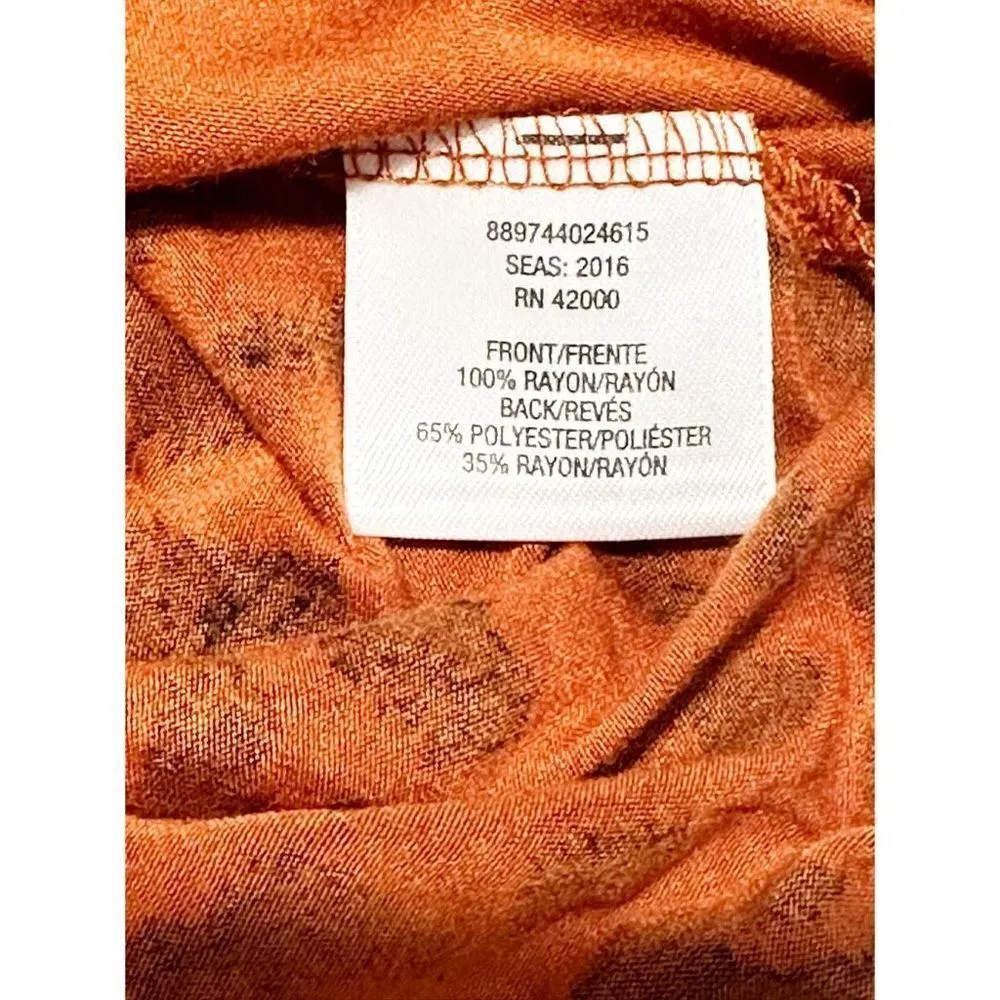 889744024615
SEAS: 2016
RN 42000
FRONT/FRENTE
100% RAYON/RAYÓN
BACK/REVÉS
65% POLYESTER/POLIÉSTER
35% RAYON/RAYÓN